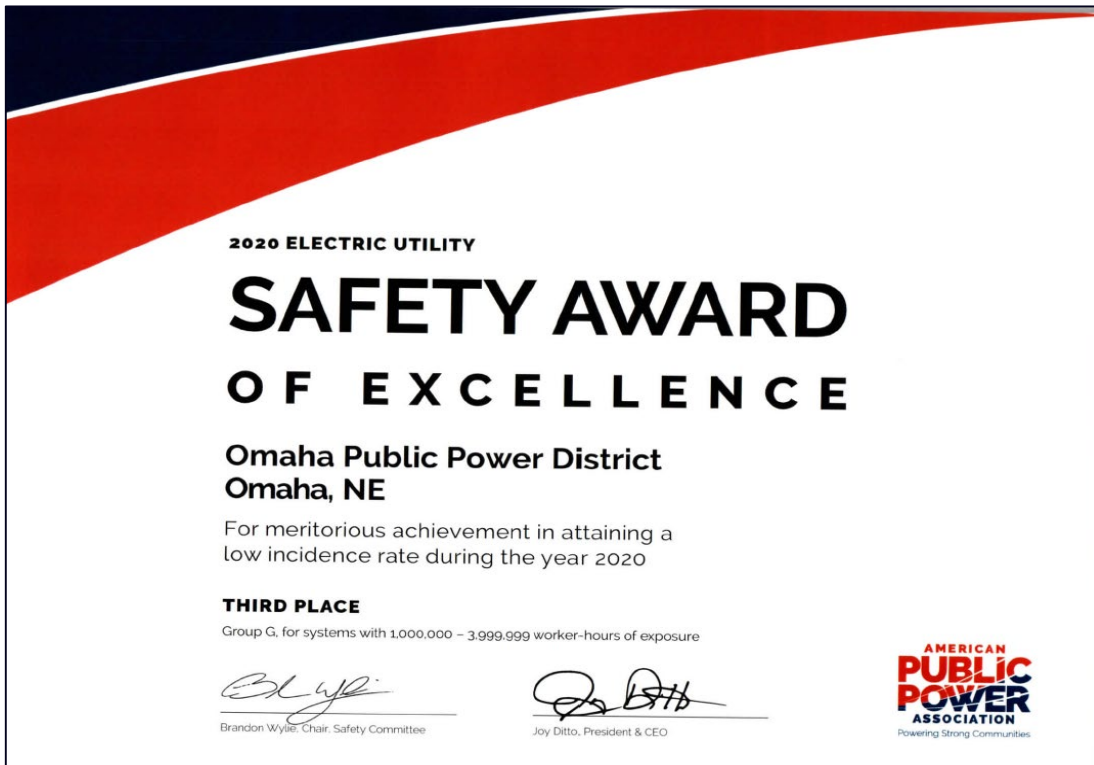 2020 ELECTRIC UTILITY
SAFETY AWARD
OF EXCELLENCE
Omaha Public Power District
Omaha, NE
For meritorious achievement in attaining a
low incidence rate during the year 2020
THIRD PLACE
Group G, for systems with 1,000,000 – 3,999,999 worker-hours of exposure
Brandon Wylie, Chair, Safety Committee
Joy Ditto, President & CEO
AMERICAN
PUBLIC
POWER
ASSOCIATION
Powering Strong Communities